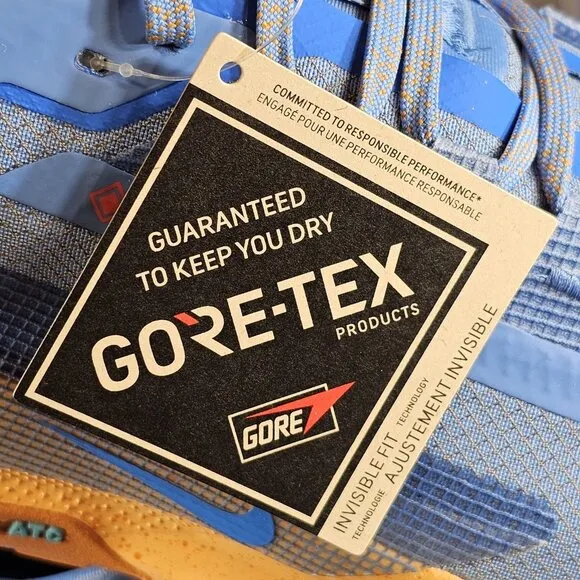 COMMITTED TO RESPONSIBLE PERFORMANCE*
ENGAGÉ POUR UNE PERFORMANCE RESPONSABLE
GUARANTEED
TO KEEP YOU DRY
GORE-TEX
PRODUCTS
GORE
INVISIBLE FIT TECHNOLOGY
TECHNOLOGIE AJUSTEMENT INVISIBLE
ATC